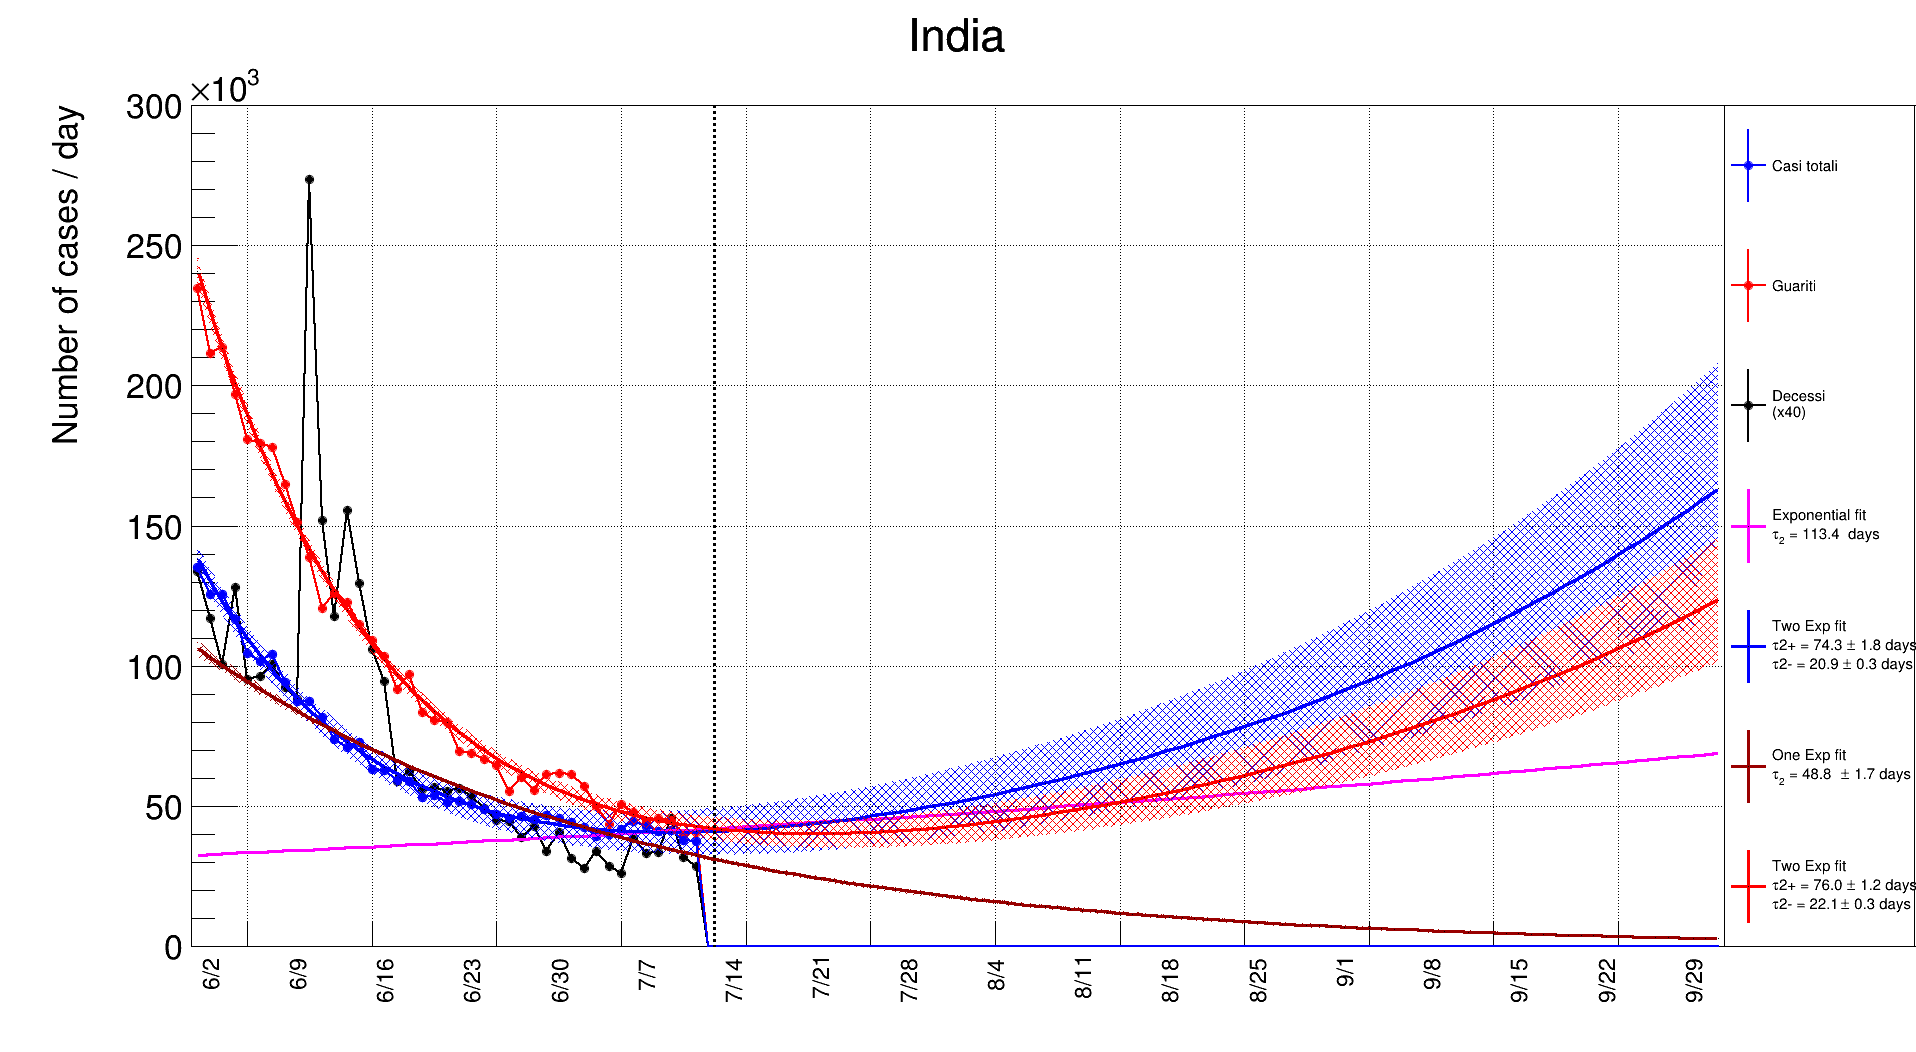 India
×10³
Number of cases / day
300
250
200
150
100
50
0
6/2
6/9
6/16
6/23
6/30
7/7
7/14
7/21
7/28
8/4
8/11
8/18
8/25
9/1
9/8
9/15
9/22
9/29
Casi totali
Guariti
Decessi
(x40)
Exponential fit
τ₂ = 113.4 days
Two Exp fit
τ2+ = 74.3 ± 1.8 days
τ2- = 20.9 ± 0.3 days
One Exp fit
τ₂ = 48.8 ± 1.7 days
Two Exp fit
τ2+ = 76.0 ± 1.2 days
τ2- = 22.1 ± 0.3 days